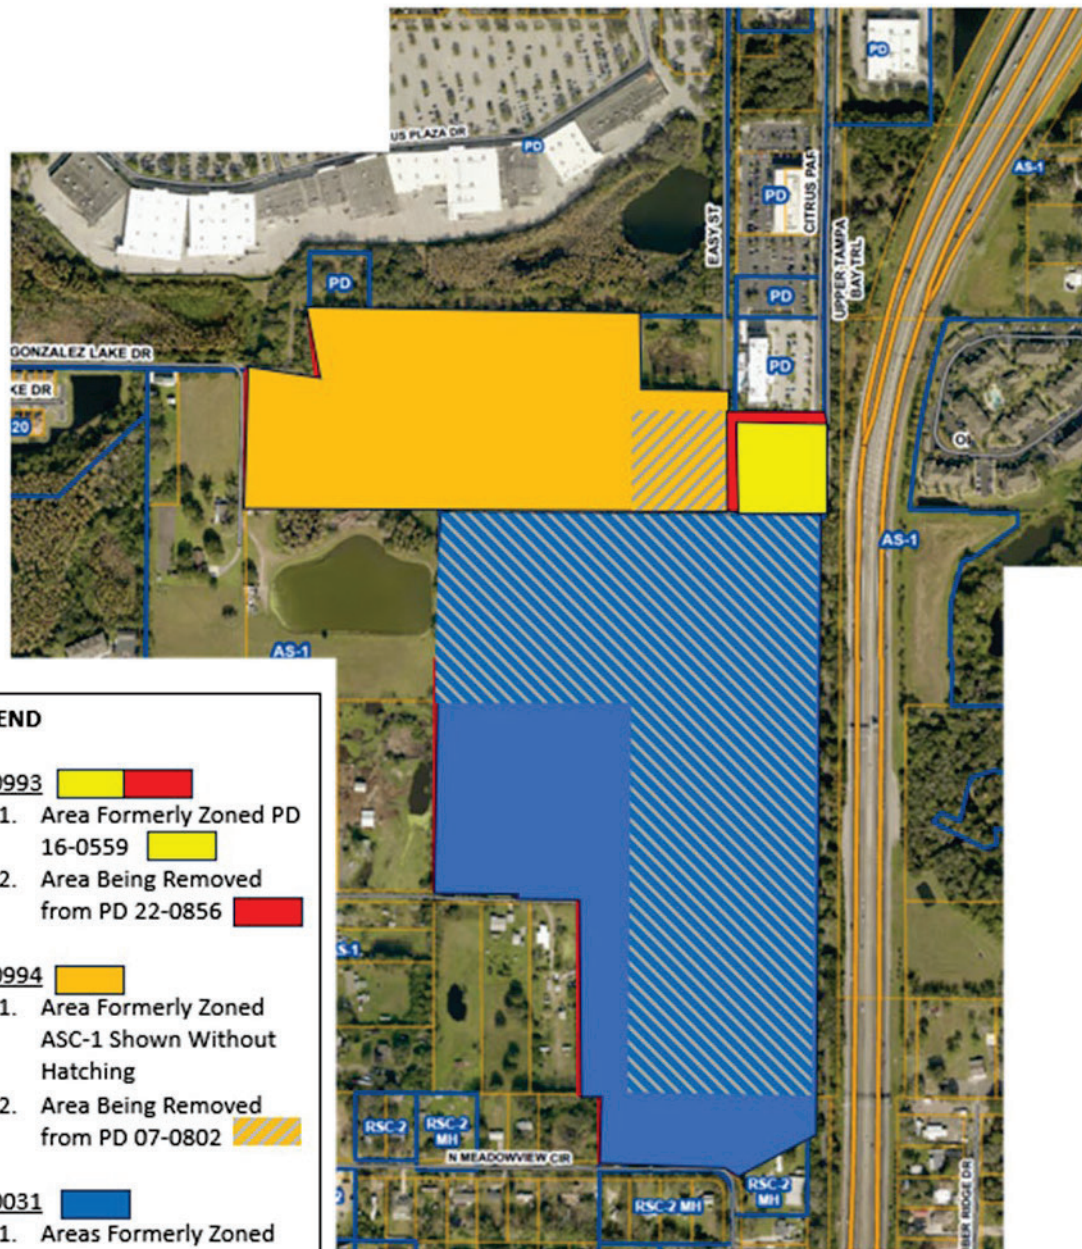 PD
US PLAZA DR
PD
AS-1
PD
CITRUS PAR
EASY ST
UPPER TAMPA
BAY TRL
PD
PD
PD
GONZALEZ LAKE DR
KE DR
20
AS-1
AS-1
END
0993
1. Area Formerly Zoned PD
16-0559
2. Area Being Removed
from PD 22-0856
0994
1. Area Formerly Zoned
ASC-1 Shown Without
Hatching
2. Area Being Removed
from PD 07-0802
0031
1. Areas Formerly Zoned
S-1
RSC-2
RSC-2
MH
N MEADOWVIEW CIR
RSC-2 MH
RSC-2
MH
BER RIDGE DR